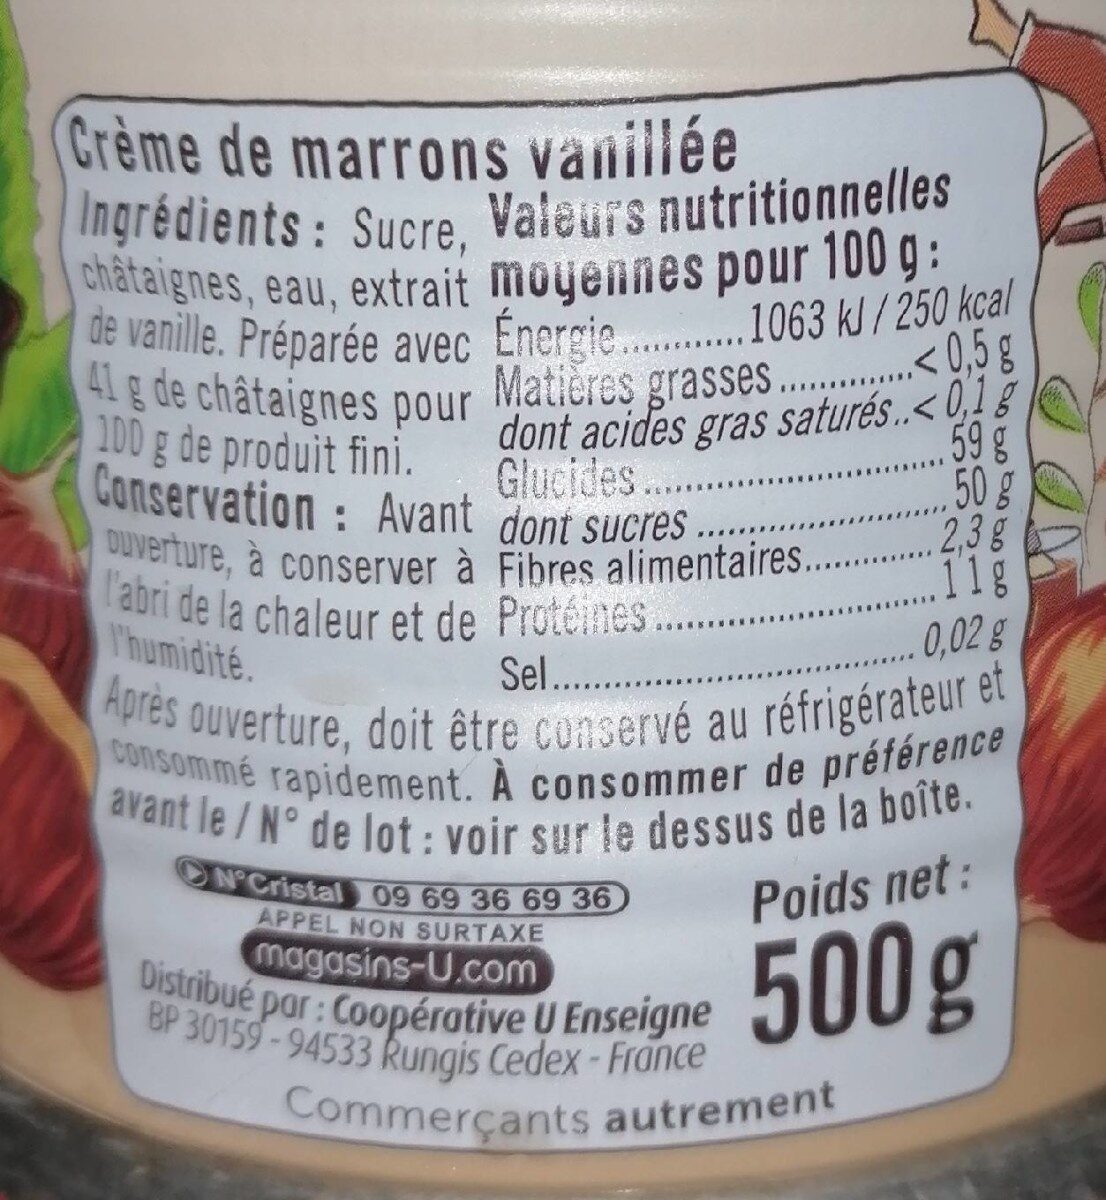 Crème de marrons vanillée
Ingrédients : Sucre,
châtaignes, eau, extrait
de vanille. Préparée avec
41 g de châtaignes pour
100 g de produit fini.
Conservation : Avant
ouverture, à conserver à
l'abri de la chaleur et de
l'humidité.
Valeurs nutritionnelles
moyennes pour 100 g :
Énergie............. 1063 kJ / 250 kcal
Matières grasses ............... < 0,5 g
dont acides gras saturés..< 0,1 g
Glucides ................................ 59 g
dont sucres .......................... 50 g
Fibres alimentaires............... 2,3 g
Protéines ............................... 11g
Sel....................................... 0,02 g
Après ouverture, doit être conservé au réfrigérateur et
consommé rapidement. À consommer de préférence
avant le / N° de lot : voir sur le dessus de la boîte.
N°Cristal 09 69 36 69 36
APPEL NON SURTAXE
magasins-U.com
Distribué par : Coopérative U Enseigne
BP 30159 - 94533 Rungis Cedex - France
Poids net :
500g
Commerçants autrement